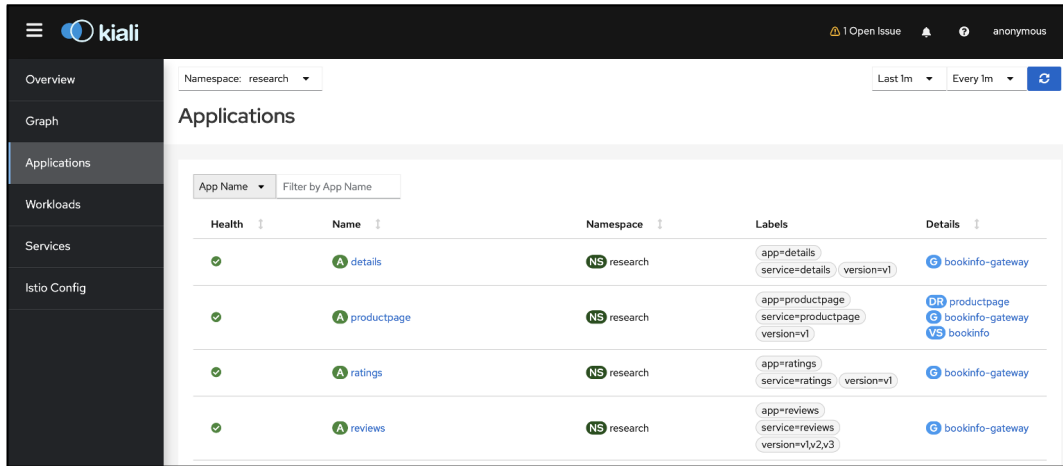 kiali
1 Open Issue
anonymous
Overview
Graph
Applications
Workloads
Services
Istio Config
Namespace: research
Last 1m
Every 1m
Applications
App Name
Filter by App Name
Health Name Namespace Labels Details
A details NS research app=details service=details version=v1 G bookinfo-gateway
A productpage NS research app=productpage service=productpage version=v1 DR productpage G bookinfo-gateway VS bookinfo
A ratings NS research app=ratings service=ratings version=v1 G bookinfo-gateway
A reviews NS research app=reviews service=reviews version=v1,v2,v3 G bookinfo-gateway